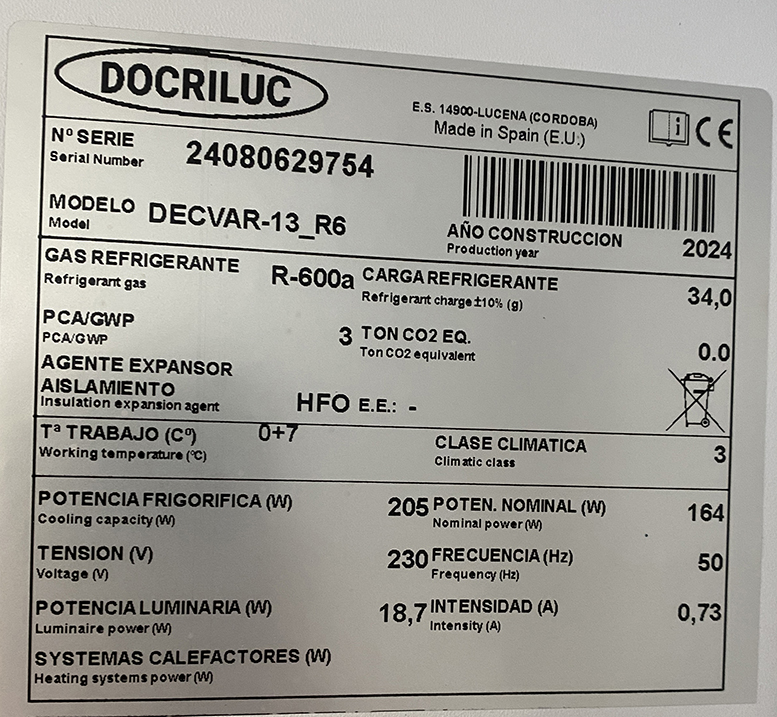 DOCRILUC
E.S. 14900-LUCENA (CORDOBA)
Made in Spain (E.U.)
i CE
Nº SERIE
Serial Number
24080629754
MODELO
Model
DECVAR-13_R6
AÑO CONSTRUCCION
Production year
2024
GAS REFRIGERANTE
Refrigerant gas
R-600a
CARGA REFRIGERANTE
Refrigerant charge ±10% (g)
34,0
PCA/GWP
PCA/GWP
3
TON CO2 EQ.
Ton CO2 equivalent
0.0
AGENTE EXPANSOR
AISLAMIENTO
Insulation expansion agent
HFO E.E.: -
Tª TRABAJO (Cº)
Working temperature (ºC)
0+7
CLASE CLIMATICA
Climatic class
3
POTENCIA FRIGORIFICA (W)
Cooling capacity (W)
205
POTEN. NOMINAL (W)
Nominal power (W)
164
TENSION (V)
Voltage (V)
230
FRECUENCIA (Hz)
Frequency (Hz)
50
POTENCIA LUMINARIA (W)
Luminaire power (W)
18,7
INTENSIDAD (A)
Intensity (A)
0,73
SYSTEMAS CALEFACTORES (W)
Heating systems power (W)